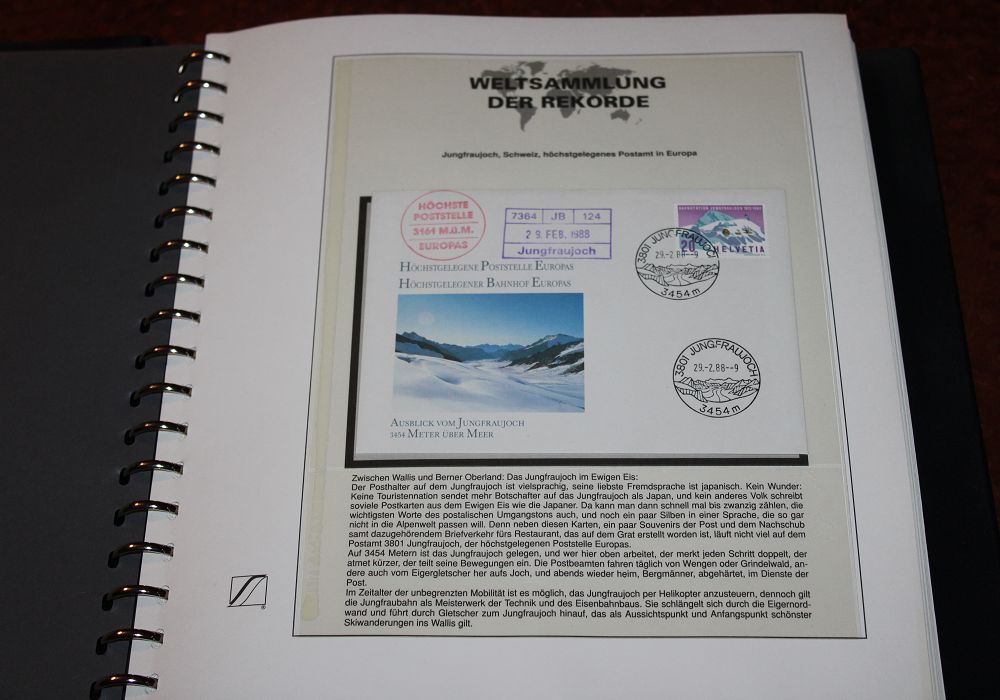 WELTSAMMLUNG
DER REKORDE
Jungfraujoch, Schweiz, höchstgelegenes Postamt in Europa
HÖCHSTE
POSTSTELLE
3161 M.Ü.M.
EUROPAS
7364 JB 124
29. FEB. 1988
Jungfraujoch
HÖCHSTGELEGENE POSTSTELLE EUROPAS
HÖCHSTGELEGENER BAHNHOF EUROPAS
20 HELVETIA
3801 JUNGFRAUJOCH
29.-2.88--9
3454 m
3801 JUNGFRAUJOCH
29.-2.88--9
3454 m
AUSBLICK VOM JUNGFRAUJOCH
3454 METER ÜBER MEER
Zwischen Wallis und Berner Oberland: Das Jungfraujoch im Ewigen Eis:
Der Posthalter auf dem Jungfraujoch ist vielsprachig, seine liebste Fremdsprache ist japanisch. Kein Wunder:
Keine Touristennation sendet mehr Botschafter auf das Jungfraujoch als Japan, und kein anderes Volk schreibt
soviele Postkarten aus dem Ewigen Eis wie die Japaner. Da kann man dann schnell mal bis zwanzig zählen, die
wichtigsten Worte des postalischen Umgangstons auch, und noch ein paar Silben in einer Sprache, die so gar
nicht in die Alpenwelt passen will. Denn neben diesen Karten, ein paar Souvenirs der Post und dem Nachschub
samt dazugehörendem Briefverkehr fürs Restaurant, das auf dem Grat erstellt worden ist, läuft nicht viel auf dem
Postamt 3801 Jungfraujoch, der höchstgelegenen Poststelle Europas.
Auf 3454 Metern ist das Jungfraujoch gelegen, und wer hier oben arbeitet, der merkt jeden Schritt doppelt, der
atmet kürzer, der teilt seine Bewegungen ein. Die Postbeamten fahren täglich von Wengen oder Grindelwald, an-
dere auch vom Eigergletscher her aufs Joch, und abends wieder heim, Bergmänner, abgehärtet, im Dienste der
Post.
Im Zeitalter der unbegrenzten Mobilität ist es möglich, das Jungfraujoch per Helikopter anzusteuern, dennoch gilt
die Jungfraubahn als Meisterwerk der Technik und des Eisenbahnbaus. Sie schlängelt sich durch die Eigernord-
wand und führt durch Gletscher zum Jungfraujoch hinauf, das als Aussichtspunkt und Anfangspunkt schönster
Skiwanderungen ins Wallis gilt.